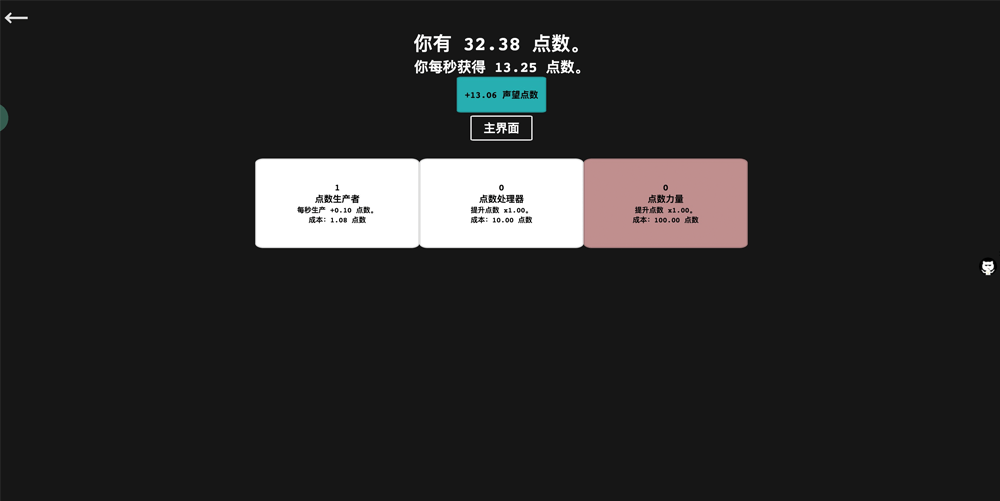 你有 32.38 点数。
你每秒获得 13.25 点数。
+13.06 声望点数
主界面
1
点数生产者
每秒生产 +0.10 点数。
成本: 1.08 点数
0
点数处理器
提升点数 x1.00。
成本: 10.00 点数
0
点数力量
提升点数 x1.00。
成本: 100.00 点数